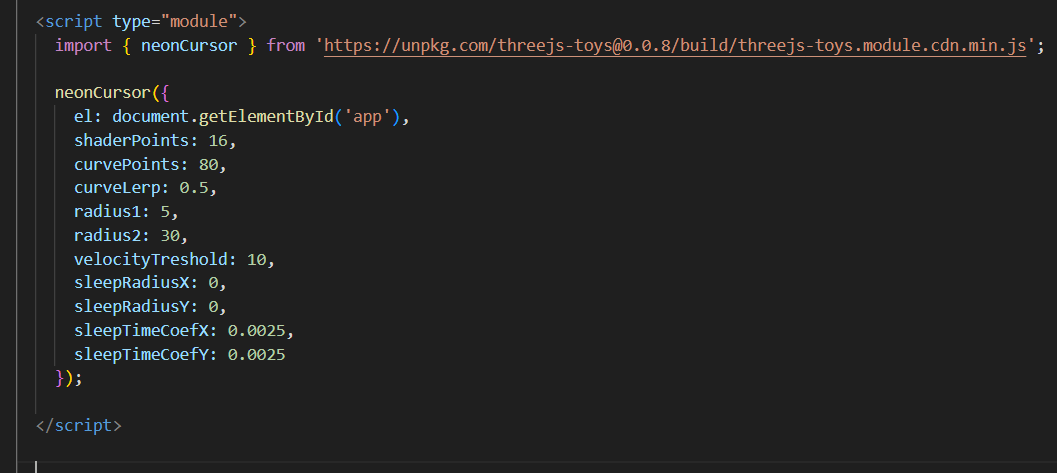 <script type="module">
import { neonCursor } from 'https://unpkg.com/threejs-toys@0.0.8/build/threejs-toys.module.cdn.min.js';
neonCursor({
el: document.getElementById('app'),
shaderPoints: 16,
curvePoints: 80,
curveLerp: 0.5,
radius1: 5,
radius2: 30,
velocityTreshold: 10,
sleepRadiusX: 0,
sleepRadiusY: 0,
sleepTimeCoefX: 0.0025,
sleepTimeCoefY: 0.0025
});
</script>